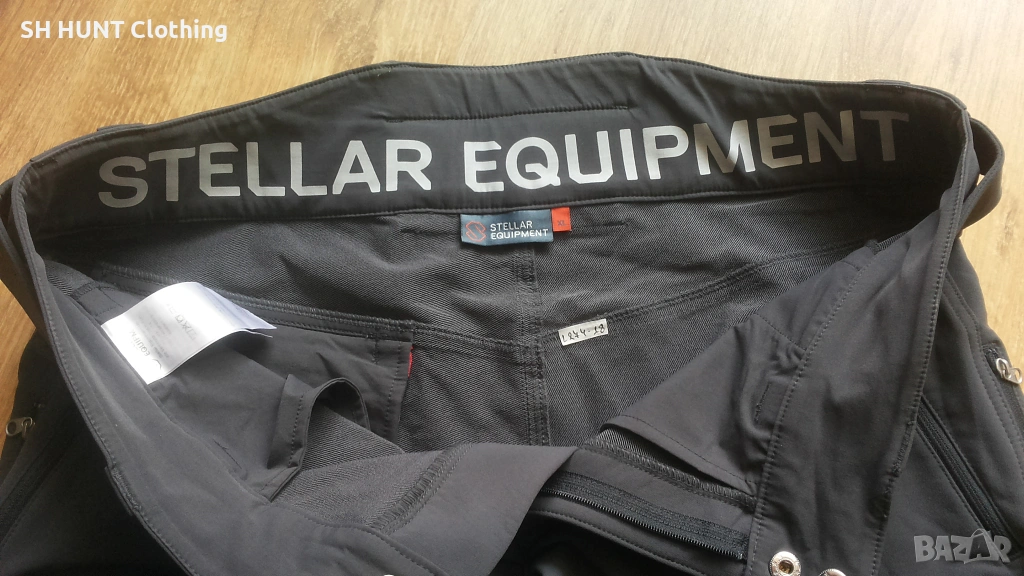 SH HUNT Clothing
STELLAR EQUIPMENT
STELLAR
EQUIPMENT
BAZAR